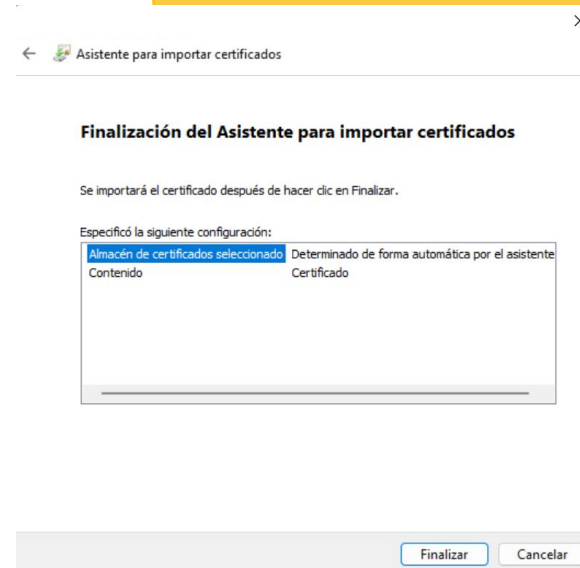 Asistente para importar certificados
Finalización del Asistente para importar certificados
Se importará el certificado después de hacer clic en Finalizar.
Especificó la siguiente configuración:
Almacén de certificados seleccionado Determinado de forma automática por el asistente
Contenido Certificado
Finalizar Cancelar